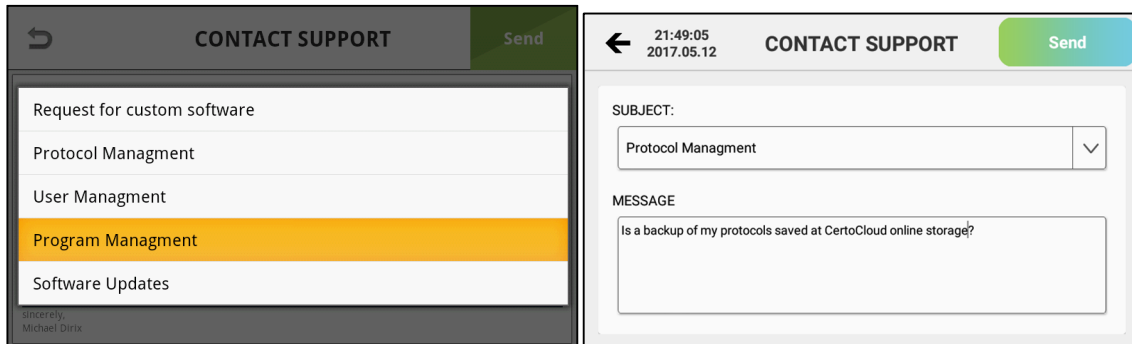 CONTACT SUPPORT
Send
Request for custom software
Protocol Managment
User Managment
Program Managment
Software Updates
sincerely,
Michael Dirix
21:49:05
2017.05.12
CONTACT SUPPORT
Send
SUBJECT:
Protocol Managment
MESSAGE
Is a backup of my protocols saved at CertoCloud online storage?